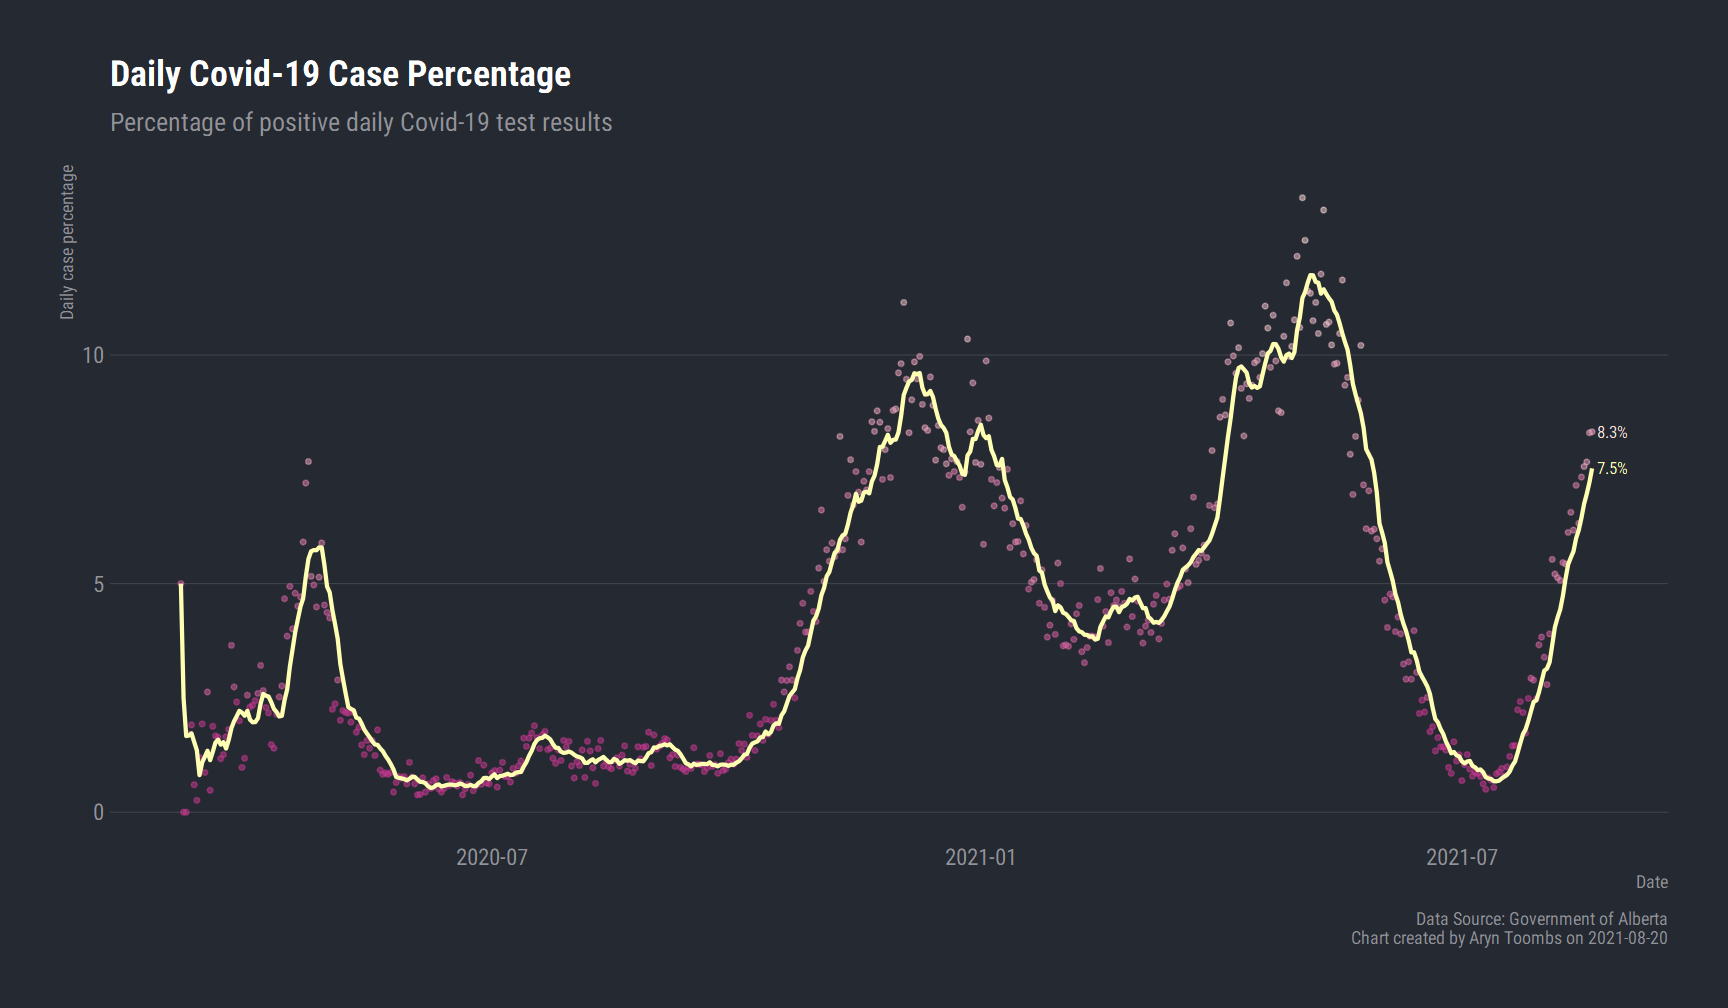 Daily Covid-19 Case Percentage
Percentage of positive daily Covid-19 test results
Daily case percentage
10
5
0
8.3%
7.5%
2020-07
2021-01
2021-07
Date
Data Source: Government of Alberta
Chart created by Aryn Toombs on 2021-08-20